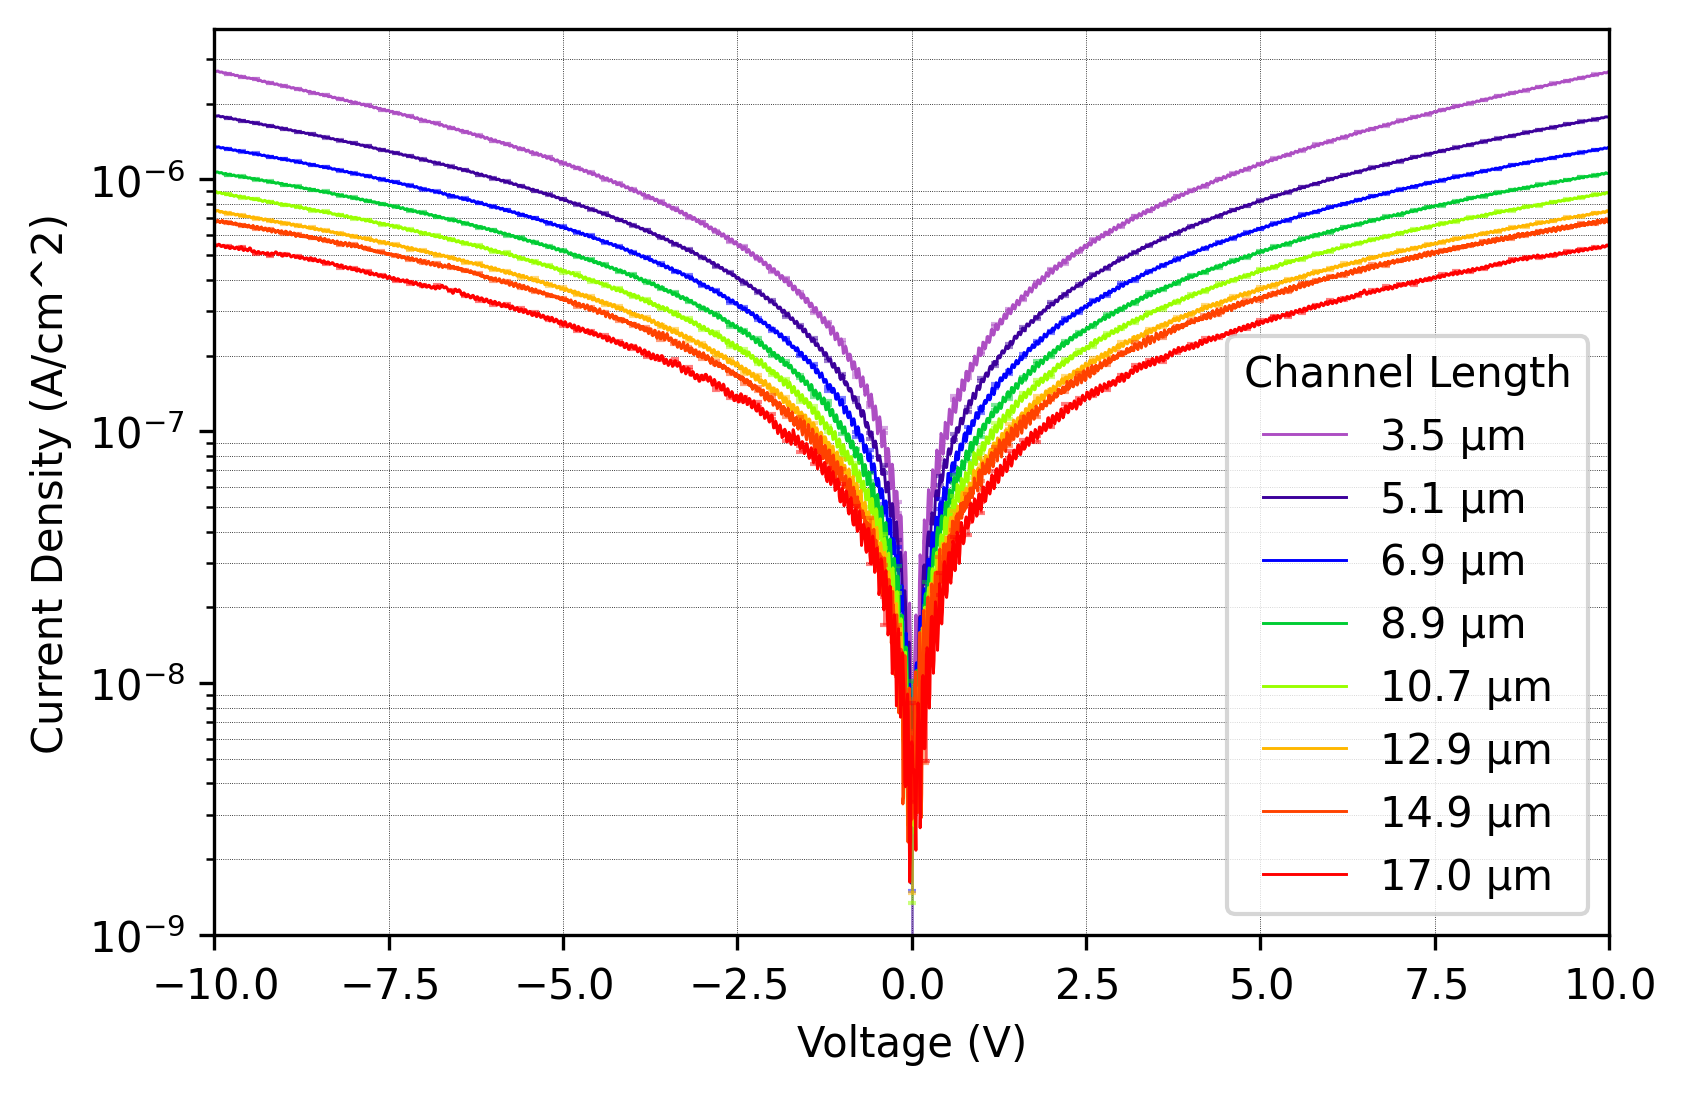 Current Density (A/cm^2)
10⁻⁶
10⁻⁷
10⁻⁸
10⁻⁹
Channel Length
3.5 µm
5.1 µm
6.9 µm
8.9 µm
10.7 µm
12.9 µm
14.9 µm
17.0 µm
−10.0 −7.5 −5.0 −2.5 0.0 2.5 5.0 7.5 10.0
Voltage (V)